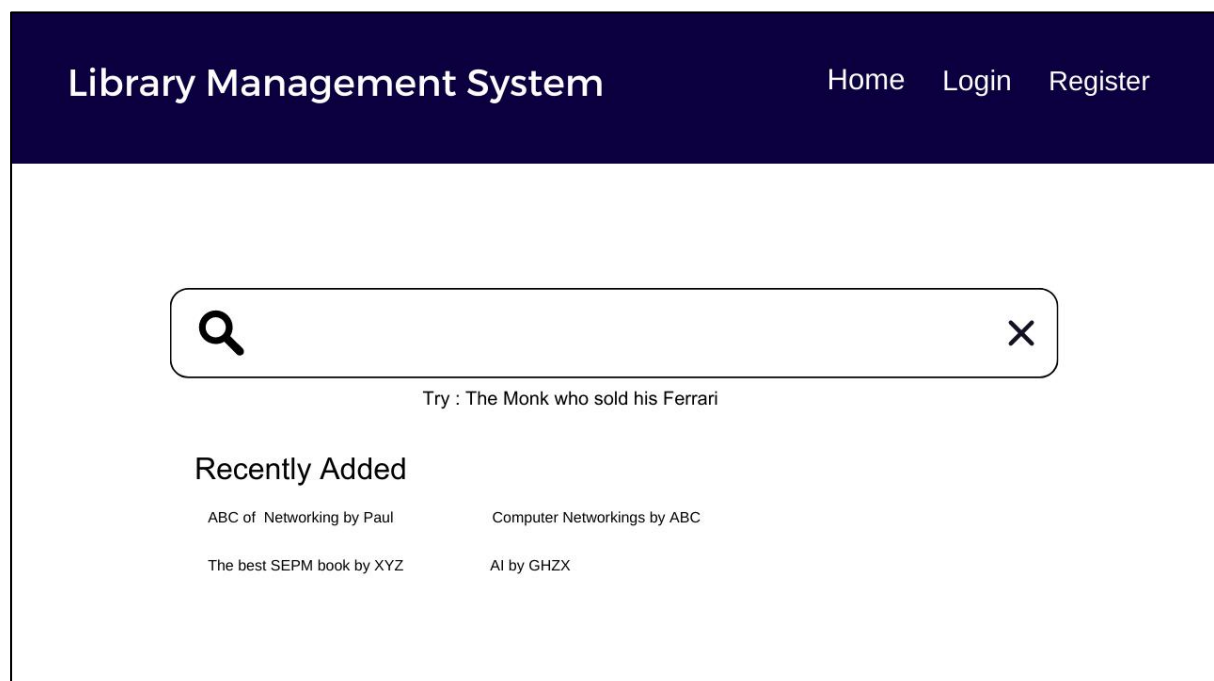 Library Management System Home Login Register
Try : The Monk who sold his Ferrari
Recently Added
ABC of Networking by Paul Computer Networkings by ABC
The best SEPM book by XYZ AI by GHZX